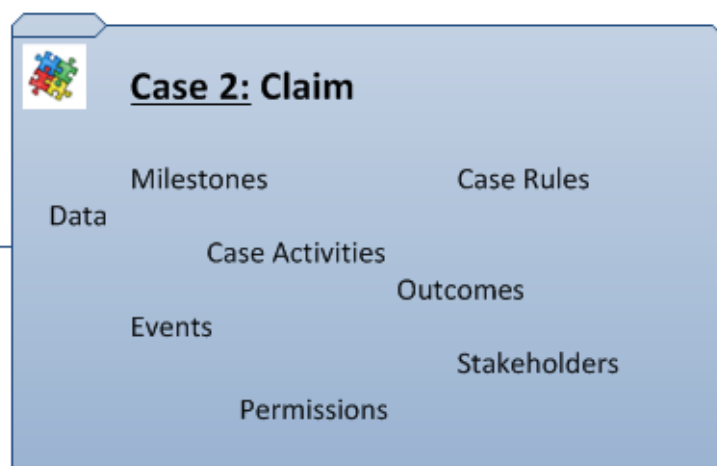 Case 2: Claim
Milestones Case Rules
Data
Case Activities
Outcomes
Events
Stakeholders
Permissions